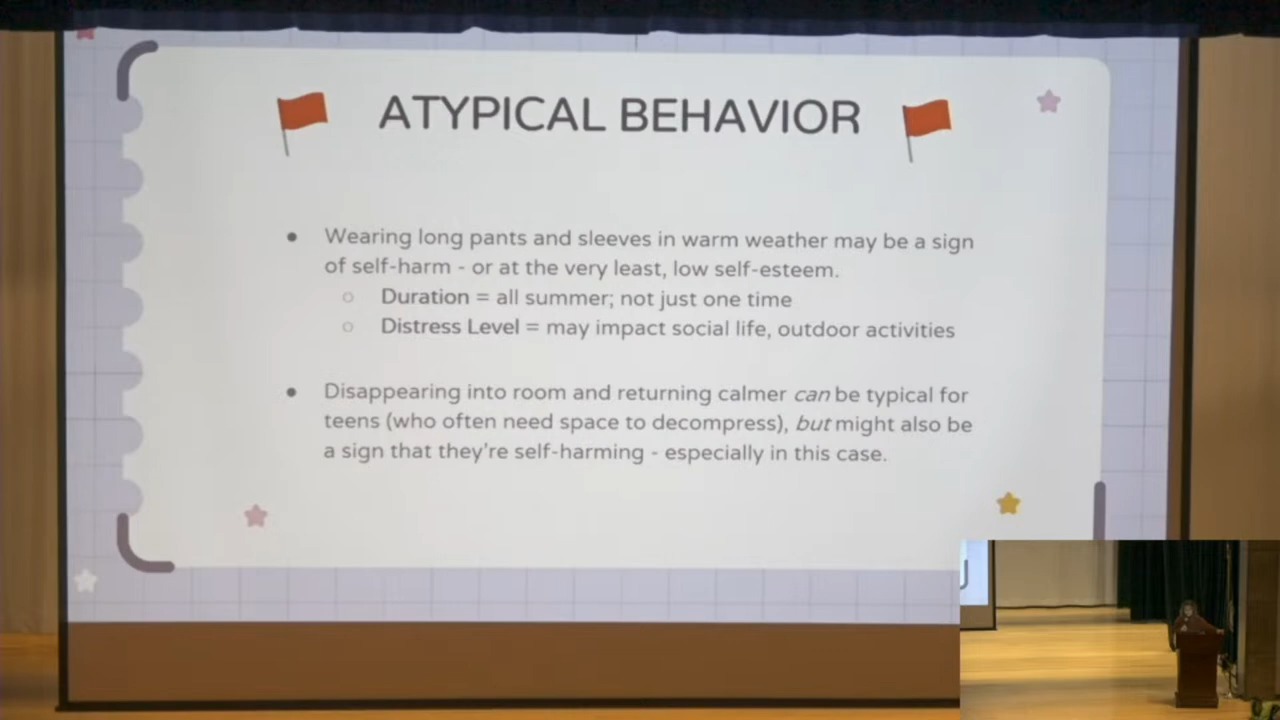 ATYPICAL BEHAVIOR
● Wearing long pants and sleeves in warm weather may be a sign
of self-harm - or at the very least, low self-esteem.
○ Duration = all summer; not just one time
○ Distress Level = may impact social life, outdoor activities
● Disappearing into room and returning calmer can be typical for
teens (who often need space to decompress), but might also be
a sign that they're self-harming - especially in this case.